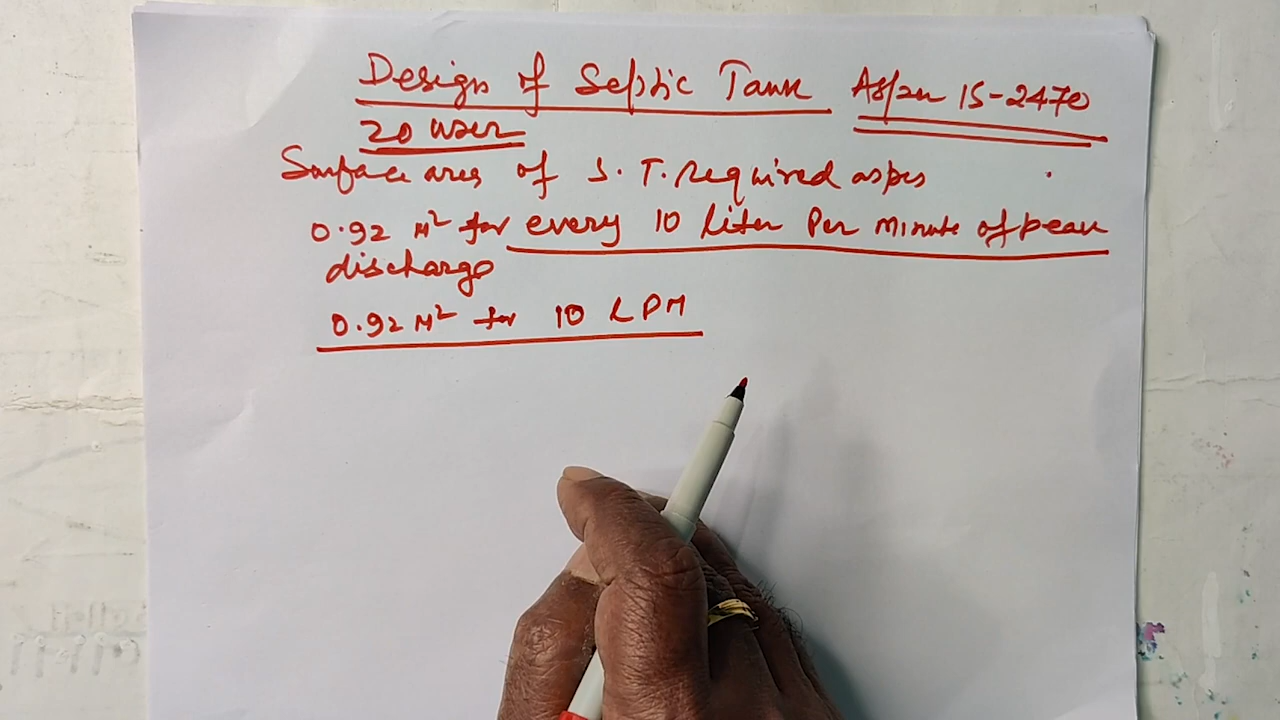 Design of Septic Tank As per IS-2470
20 user
Surface area of S.T. required as per
0.92 M² for every 10 liter Per Minute of peak
discharge
0.92 M² for 10 LPM